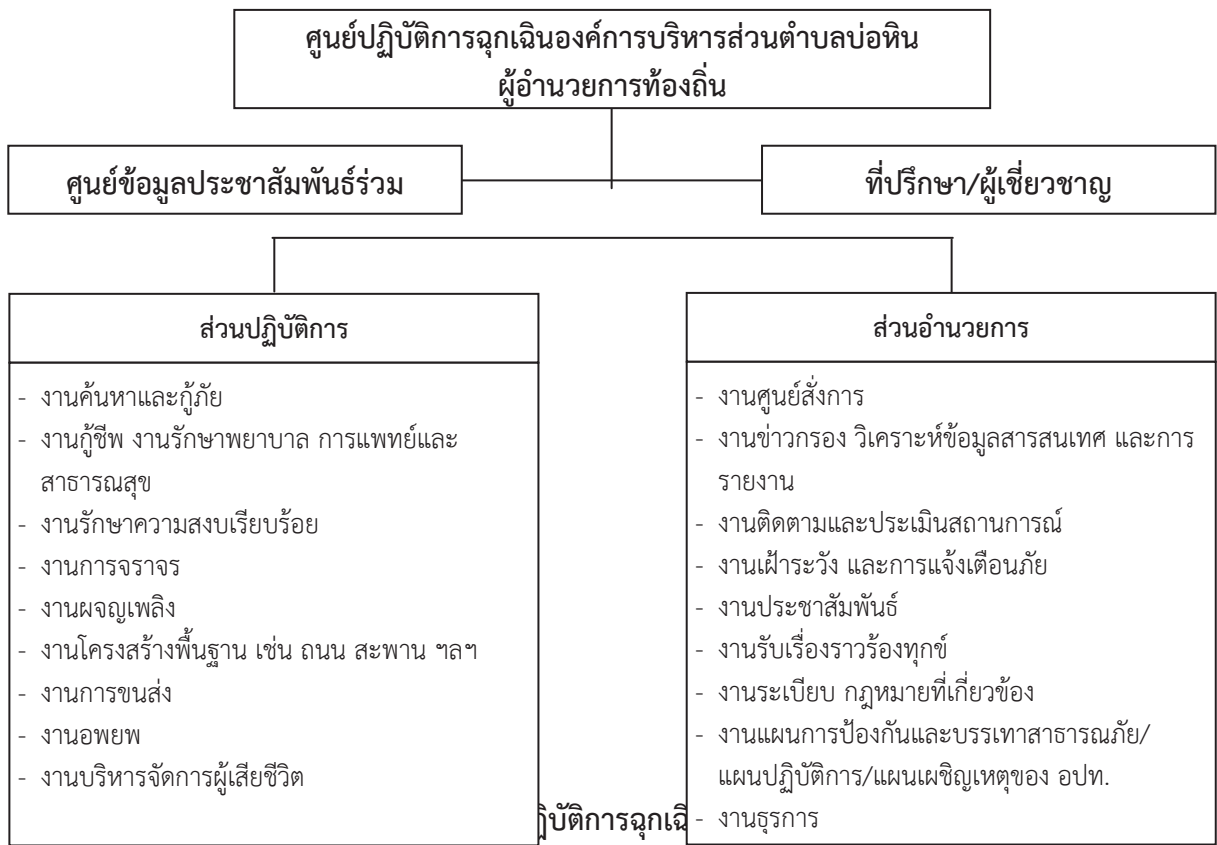 ศูนย์ปฏิบัติการฉุกเฉินองค์การบริหารส่วนตำบลบ่อหิน
ผู้อำนวยการท้องถิ่น
ศูนย์ข้อมูลประชาสัมพันธ์ร่วม
ที่ปรึกษา/ผู้เชี่ยวชาญ
ส่วนปฏิบัติการ
- งานค้นหาและกู้ภัย
- งานกู้ชีพ งานรักษาพยาบาล การแพทย์และ
สาธารณสุข
- งานรักษาความสงบเรียบร้อย
- งานการจราจร
- งานผจญเพลิง
- งานโครงสร้างพื้นฐาน เช่น ถนน สะพาน ฯลฯ
- งานการขนส่ง
- งานอพยพ
- งานบริหารจัดการผู้เสียชีวิต
ส่วนอำนวยการ
- งานศูนย์สั่งการ
- งานข่าวกรอง วิเคราะห์ข้อมูลสารสนเทศ และการ
รายงาน
- งานติดตามและประเมินสถานการณ์
- งานเฝ้าระวัง และการแจ้งเตือนภัย
- งานประชาสัมพันธ์
- งานรับเรื่องราวร้องทุกข์
- งานระเบียบ กฎหมายที่เกี่ยวข้อง
- งานแผนการป้องกันและบรรเทาสาธารณภัย/
แผนปฏิบัติการ/แผนเผชิญเหตุของ อปท.
- งานธุรการ